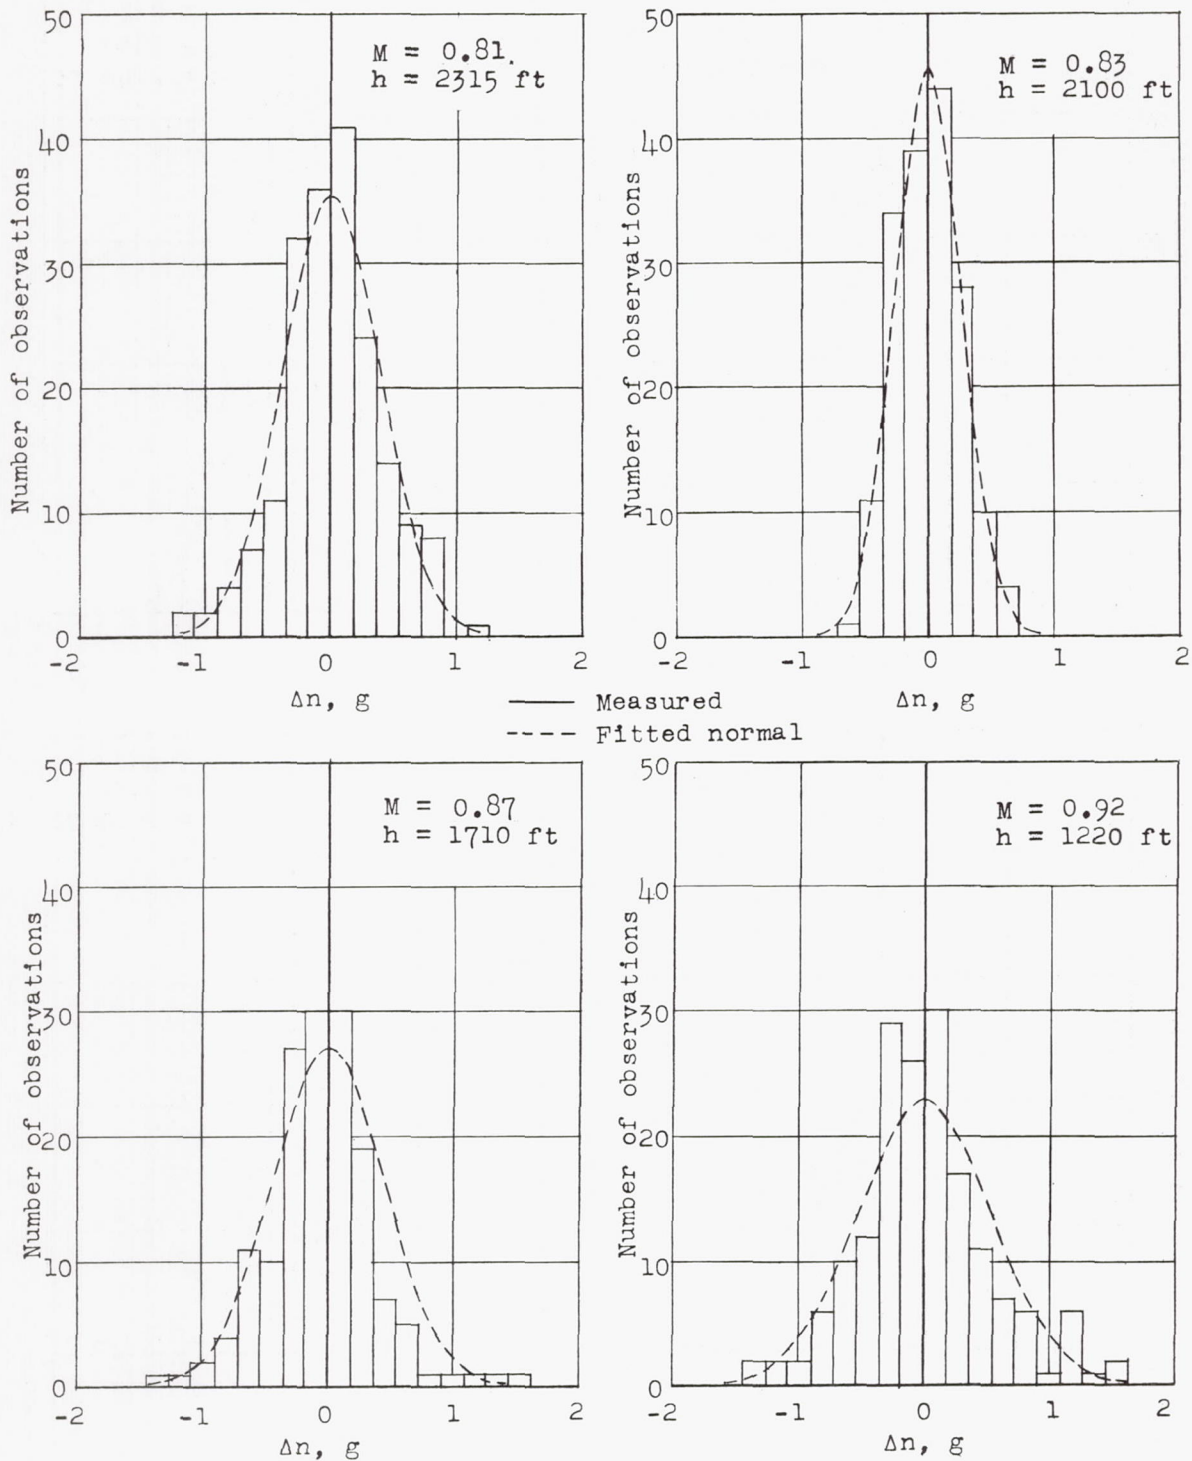 50
40
30
20
10
0
Number of observations
M = 0.81
h = 2315 ft
-2 -1 0 1 2
Δn, g
50
40
30
20
10
0
Number of observations
M = 0.83
h = 2100 ft
-2 -1 0 1 2
Δn, g
Measured
Fitted normal
50
40
30
20
10
0
Number of observations
M = 0.87
h = 1710 ft
-2 -1 0 1 2
Δn, g
50
40
30
20
10
0
Number of observations
M = 0.92
h = 1220 ft
-2 -1 0 1 2
Δn, g